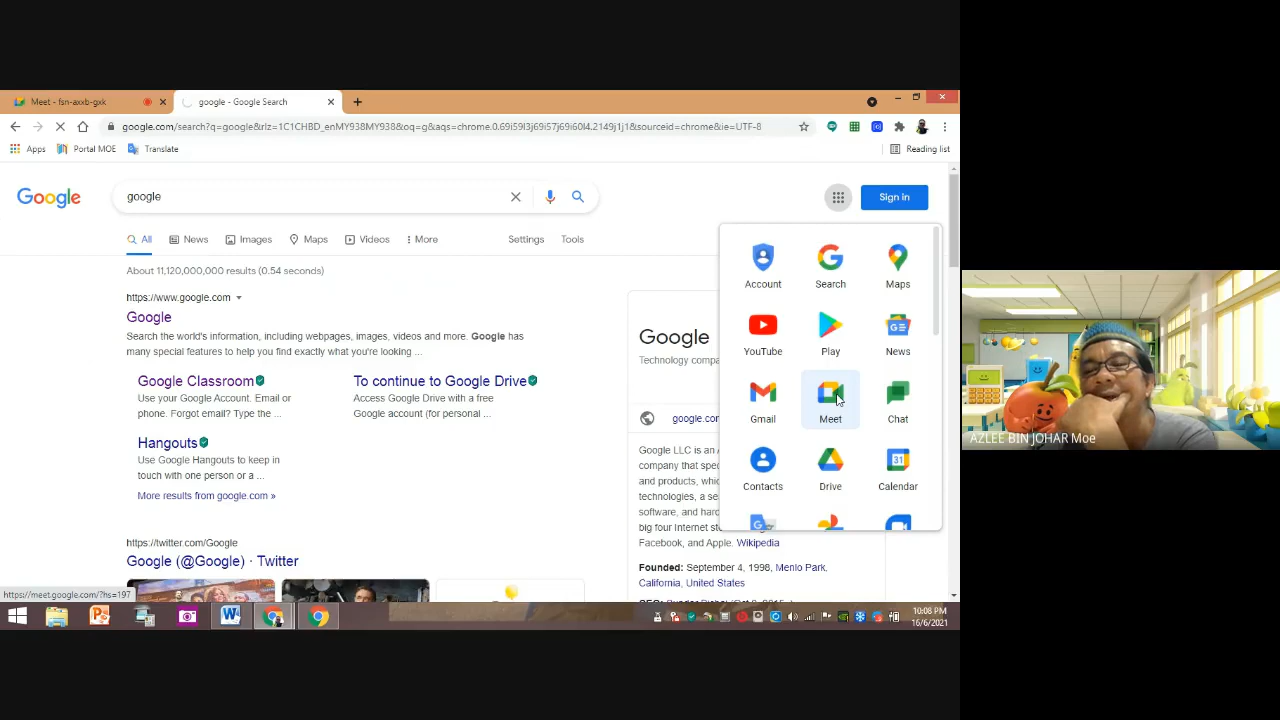 Meet - fsn-axxb-gxk
google - Google Search
google.com/search?q=google&rlz=1C1CHBD_enMY938MY938&oq=g&aqs=chrome.0.69i59l3j69i57j69i60l4.2149j1j1&sourceid=chrome&ie=UTF-8
Apps Portal MOE Translate Reading list
Google google Sign in
All News Images Maps Videos More Settings Tools
About 11,120,000,000 results (0.54 seconds)
https://www.google.com
Google
Search the world's information, including webpages, images, videos and more. Google has
many special features to help you find exactly what you're looking ...
Google Classroom
Use your Google Account. Email or
phone. Forgot email? Type the ...
To continue to Google Drive
Access Google Drive with a free
Google account (for personal ...
Hangouts
Use Google Hangouts to keep in
touch with one person or a ...
More results from google.com »
https://twitter.com/Google
Google (@Google) · Twitter
https://meet.google.com/?hs=197
Account Search Maps
YouTube Play News
Gmail Meet Chat
Contacts Drive Calendar
31
Google
Technology compa
google.cor
Google LLC is an A
company that spec
and products, whic
technologies, a sea
software, and hard
big four Internet sto
Facebook, and Apple. Wikipedia
Founded: September 4, 1998, Menlo Park,
California, United States
10:08 PM
16/6/2021
AZLEE BIN JOHAR Moe